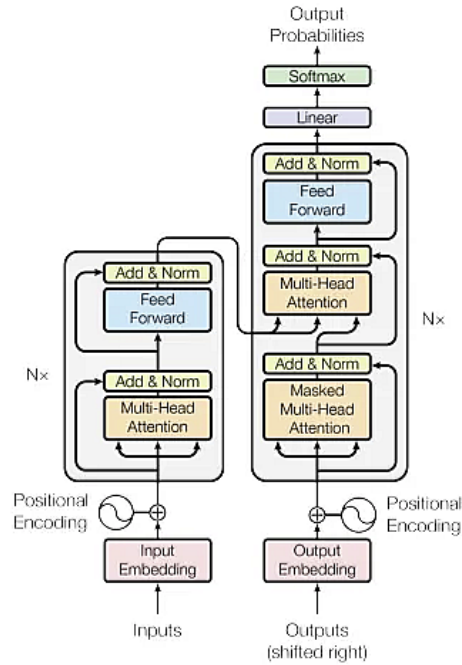 Output
Probabilities
Softmax
Linear
Add & Norm
Feed
Forward
Add & Norm
Multi-Head
Attention
Add & Norm
Masked
Multi-Head
Attention
Nx
Add & Norm
Feed
Forward
Add & Norm
Multi-Head
Attention
Nx
Positional
Encoding
Positional
Encoding
Input
Embedding
Output
Embedding
Inputs
Outputs
(shifted right)